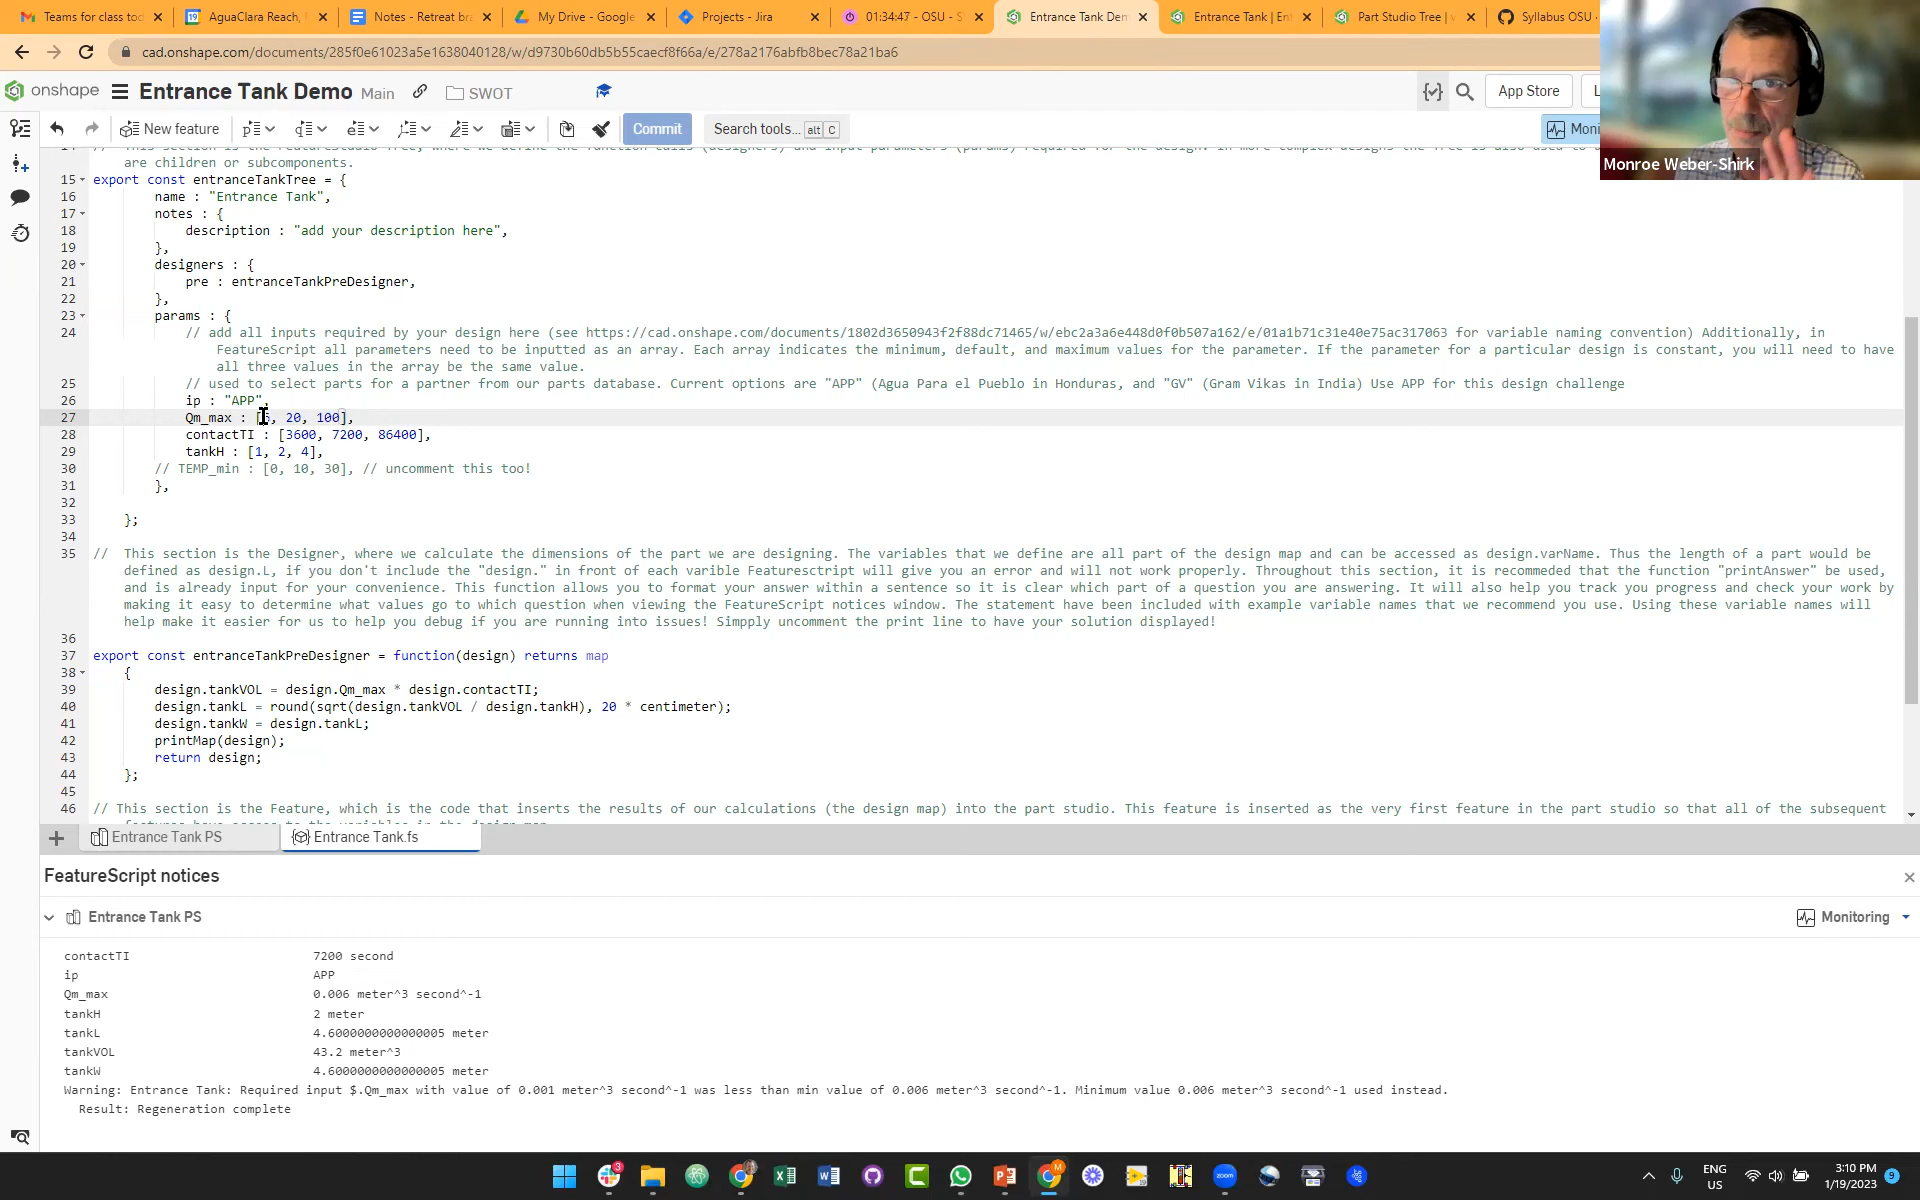 Teams for class tod
AguaClara Reach,
Notes - Retreat bra
My Drive - Google
Projects - Jira
01:34:47 - OSU - S
Entrance Tank Dem
Entrance Tank | Ent
Part Studio Tree | v
Syllabus OSU
cad.onshape.com/documents/285f0e61023a5e1638040128/w/d9730b60db5b55caecf8f66a/e/278a2176abfb8bec78a21ba6
onshape
Entrance Tank Demo Main
SWOT
App Store
New feature
Commit
Search tools... alt C
Moni
Monroe Weber-Shirk
are children or subcomponents.
15 export const entranceTankTree = {
16 name : "Entrance Tank",
17 notes : {
18 description : "add your description here",
19 },
20 designers : {
21 pre : entranceTankPreDesigner,
22 },
23 params : {
24 // add all inputs required by your design here (see https://cad.onshape.com/documents/1802d3650943f2f88dc71465/w/ebc2a3a6e448d0f0b507a162/e/01a1b71c31e40e75ac317063 for variable naming convention) Additionally, in
FeatureScript all parameters need to be inputted as an array. Each array indicates the minimum, default, and maximum values for the parameter. If the parameter for a particular design is constant, you will need to have
all three values in the array be the same value.
25 // used to select parts for a partner from our parts database. Current options are "APP" (Agua Para el Pueblo in Honduras, and "GV" (Gram Vikas in India) Use APP for this design challenge
26 ip : "APP",
27 Qm_max : [ , 20, 100],
28 contactTI : [3600, 7200, 86400],
29 tankH : [1, 2, 4],
30 // TEMP_min : [0, 10, 30], // uncomment this too!
31 },
32
33 };
34
35 // This section is the Designer, where we calculate the dimensions of the part we are designing. The variables that we define are all part of the design map and can be accessed as design.varName. Thus the length of a part would be
defined as design.L, if you don't include the "design." in front of each varible Featuresctript will give you an error and will not work properly. Throughout this section, it is recommeded that the function "printAnswer" be used,
and is already input for your convenience. This function allows you to format your answer within a sentence so it is clear which part of a question you are answering. It will also help you track you progress and check your work by
making it easy to determine what values go to which question when viewing the FeatureScript notices window. The statement have been included with example variable names that we recommend you use. Using these variable names will
help make it easier for us to help you debug if you are running into issues! Simpply uncomment the print line to have your solution displayed!
36
37 export const entranceTankPreDesigner = function(design) returns map
38 {
39 design.tankVOL = design.Qm_max * design.contactTI;
40 design.tankL = round(sqrt(design.tankVOL / design.tankH), 20 * centimeter);
41 design.tankW = design.tankL;
42 printMap(design);
43 return design;
44 };
45
46 // This section is the Feature, which is the code that inserts the results of our calculations (the design map) into the part studio. This feature is inserted as the very first feature in the part studio so that all of the subsequent
Entrance Tank PS
Entrance Tank.fs
FeatureScript notices
Entrance Tank PS
Monitoring
contactTI 7200 second
ip APP
Qm_max 0.006 meter^3 second^-1
tankH 2 meter
tankL 4.6000000000000005 meter
tankVOL 43.2 meter^3
tankW 4.6000000000000005 meter
Warning: Entrance Tank: Required input $.Qm_max with value of 0.001 meter^3 second^-1 was less than min value of 0.006 meter^3 second^-1. Minimum value 0.006 meter^3 second^-1 used instead.
Result: Regeneration complete
ENG
US
3:10 PM
1/19/2023